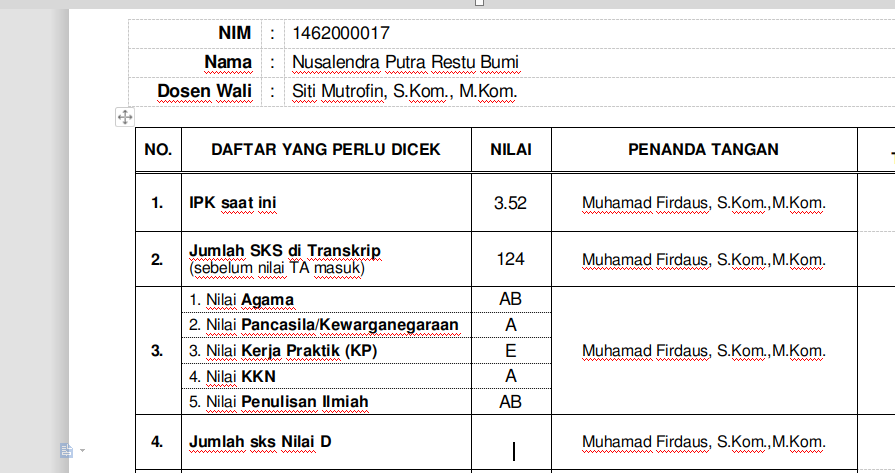 NIM : 1462000017
Nama : Nusalendra Putra Restu Bumi
Dosen Wali : Siti Mutrofin, S.Kom., M.Kom.
NO. DAFTAR YANG PERLU DICEK NILAI PENANDA TANGAN
1. IPK saat ini 3.52 Muhamad Firdaus, S.Kom.,M.Kom.
2. Jumlah SKS di Transkrip
(sebelum nilai TA masuk) 124 Muhamad Firdaus, S.Kom.,M.Kom.
1. Nilai Agama AB
2. Nilai Pancasila/Kewarganegaraan A
3. 3. Nilai Kerja Praktik (KP) E Muhamad Firdaus, S.Kom.,M.Kom.
4. Nilai KKN A
5. Nilai Penulisan Ilmiah AB
4. Jumlah sks Nilai D Muhamad Firdaus, S.Kom.,M.Kom.